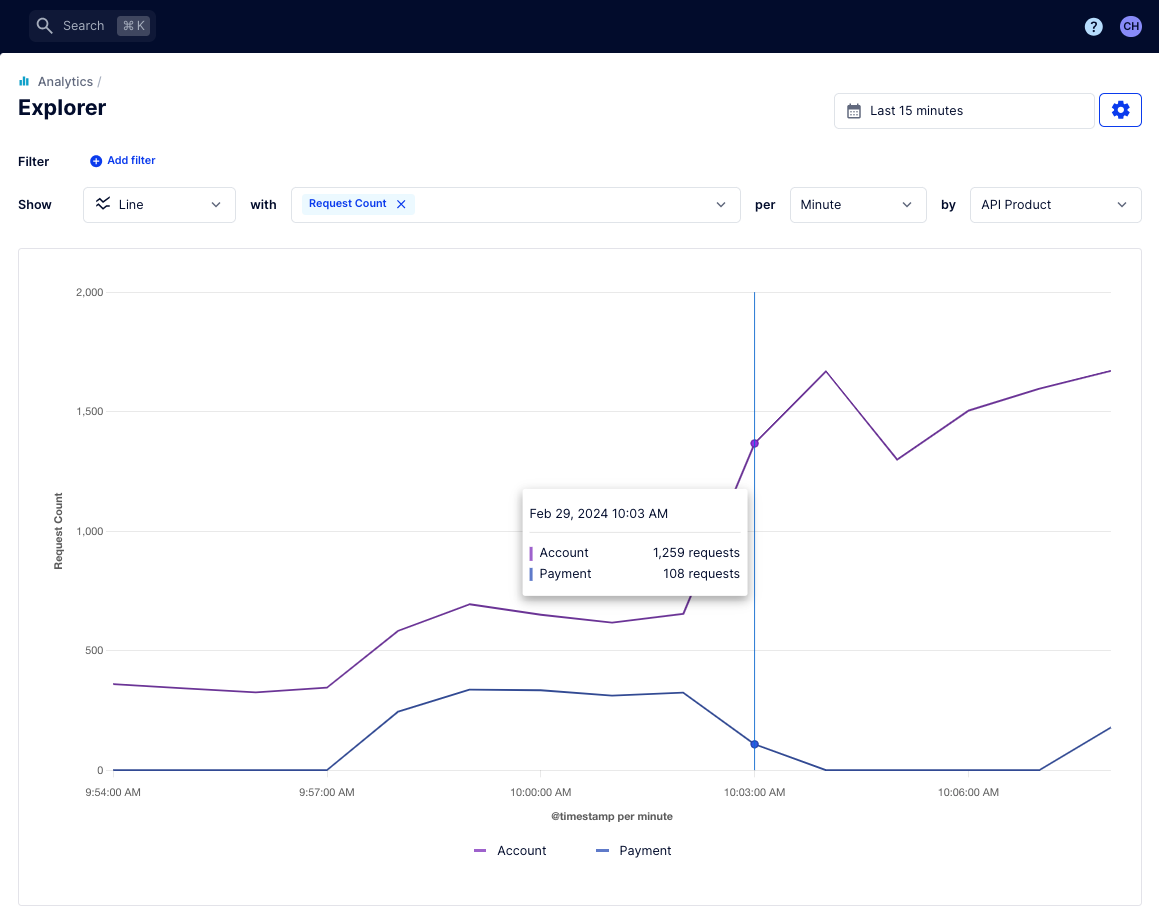 Search ⌘ K
? CH
Analytics /
Explorer
Last 15 minutes
Filter Add filter
Show Line with Request Count per Minute by API Product
2,000
1,500
1,000
500
0
Request Count
Feb 29, 2024 10:03 AM
Account 1,259 requests
Payment 108 requests
9:54:00 AM 9:57:00 AM 10:00:00 AM 10:03:00 AM 10:06:00 AM
@timestamp per minute
Account Payment